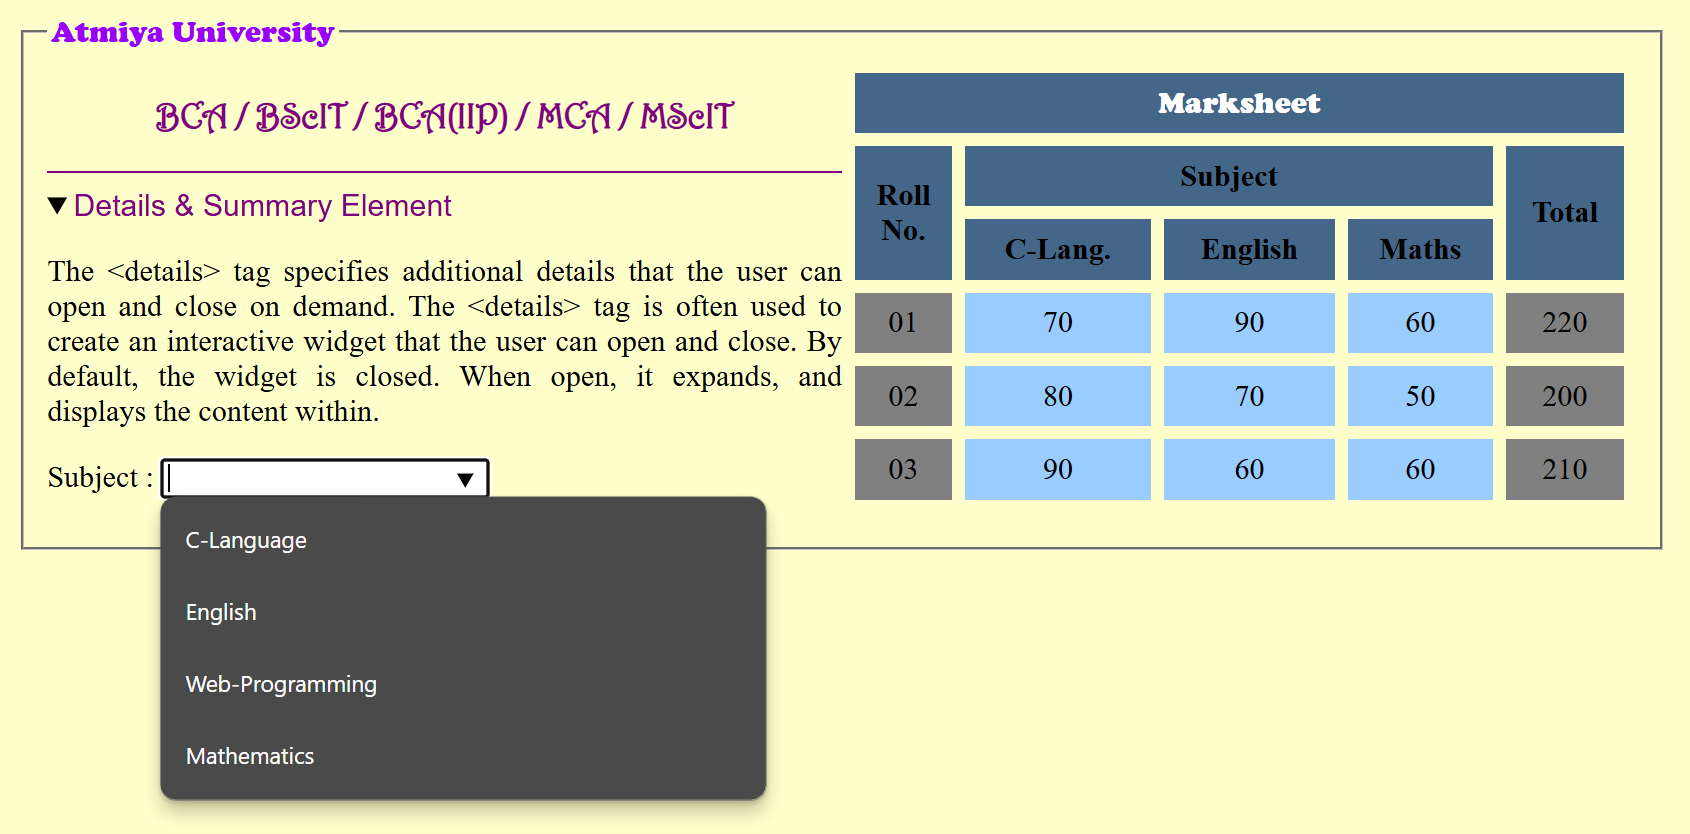 Atmiya University
BCA / BScIT / BCA(IIP) / MCA / MScIT
▼ Details & Summary Element
The <details> tag specifies additional details that the user can
open and close on demand. The <details> tag is often used to
create an interactive widget that the user can open and close. By
default, the widget is closed. When open, it expands, and
displays the content within.
Subject :
C-Language
English
Web-Programming
Mathematics
Marksheet
Roll No. Subject Total
C-Lang. English Maths
01 70 90 60 220
02 80 70 50 200
03 90 60 60 210